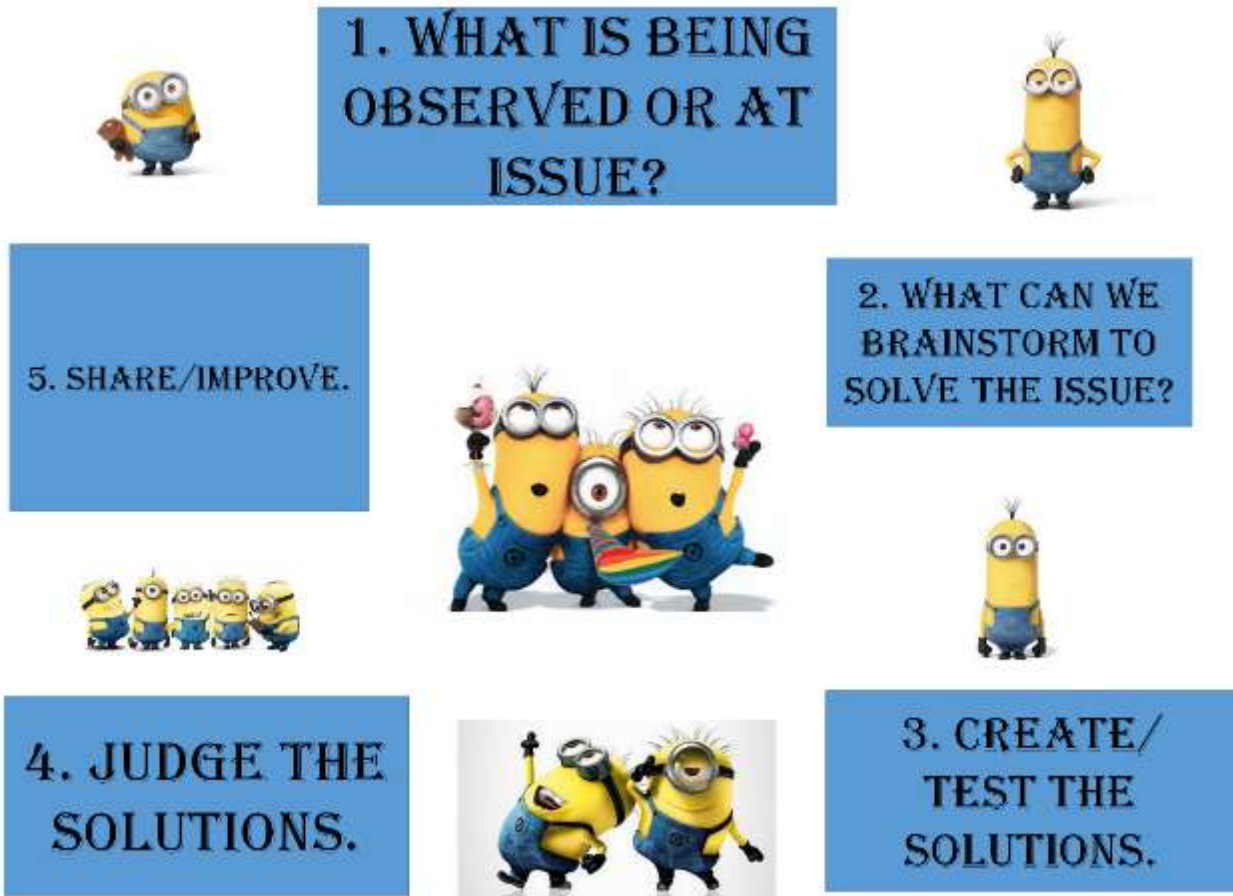 1. WHAT IS BEING
OBSERVED OR AT
ISSUE?
2. WHAT CAN WE
BRAINSTORM TO
SOLVE THE ISSUE?
3. CREATE/
TEST THE
SOLUTIONS.
4. JUDGE THE
SOLUTIONS.
5. SHARE/IMPROVE.